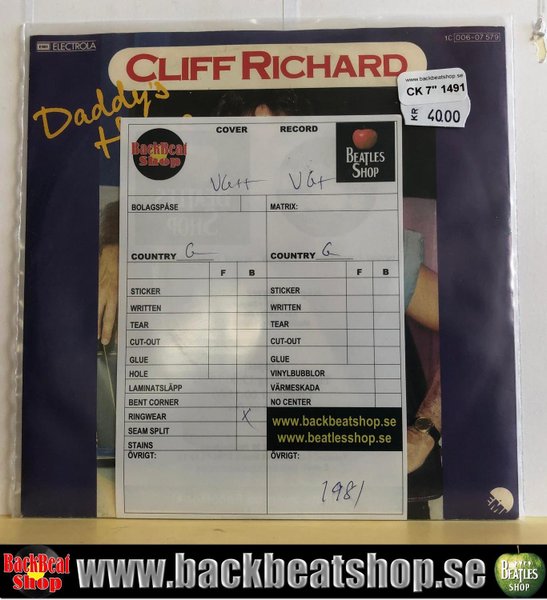 EMI ELECTROLA
1C 006-07 579
CLIFF RICHARD
Daddy's
www.backbeatshop.se
CK 7" 1491
KR 40.00
COVER RECORD
BackBeat Shop
BEATLES SHOP
VG++ VG+
BOLAGSPÅSE MATRIX:
COUNTRY G COUNTRY G
F B F B
STICKER STICKER
WRITTEN WRITTEN
TEAR TEAR
CUT-OUT CUT-OUT
GLUE GLUE
HOLE VINYLBUBBLOR
LAMINATSLÄPP VÄRMESKADA
BENT CORNER NO CENTER
RINGWEAR X www.backbeatshop.se
SEAM SPLIT www.beatlesshop.se
STAINS
ÖVRIGT: ÖVRIGT:
1981
EMI
BackBeat Shop www.backbeatshop.se BEATLES SHOP